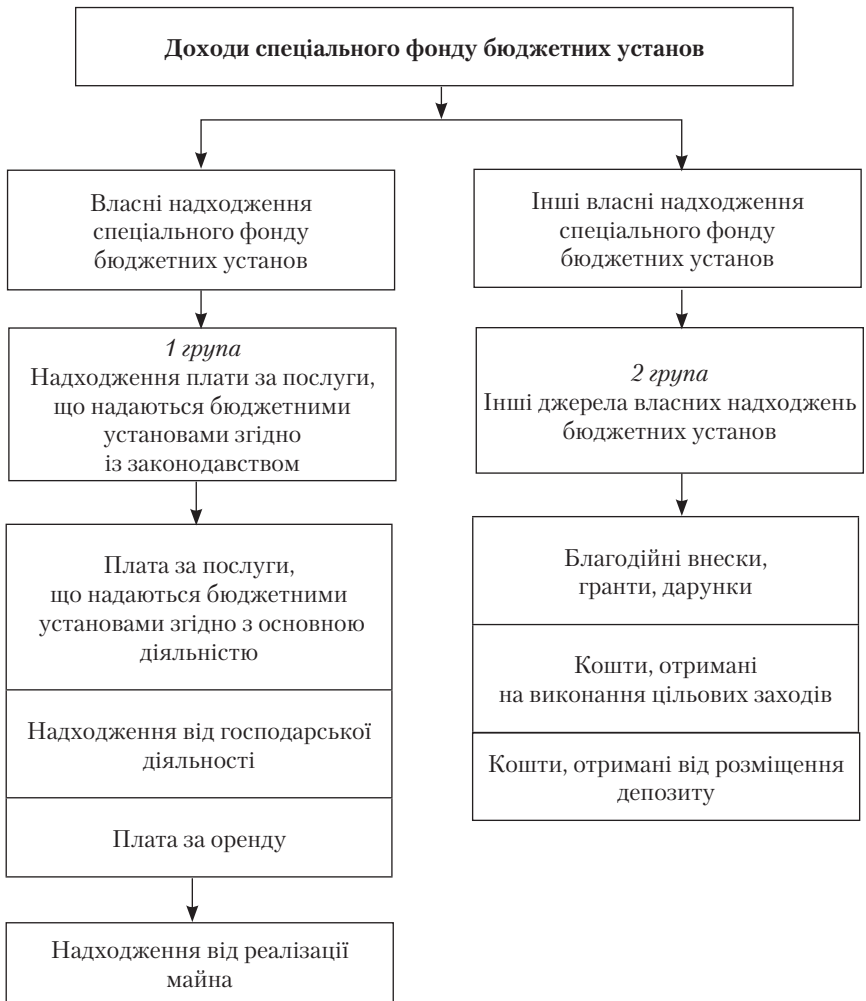 Доходи спеціального фонду бюджетних установ
Власні надходження
спеціального фонду
бюджетних установ
1 група
Надходження плати за послуги,
що надаються бюджетними
установами згідно
із законодавством
Плата за послуги,
що надаються бюджетними
установами згідно з основною
діяльністю
Надходження від господарської
діяльності
Плата за оренду
Надходження від реалізації
майна
Інші власні надходження
спеціального фонду
бюджетних установ
2 група
Інші джерела власних надходжень
бюджетних установ
Благодійні внески,
гранти, дарунки
Кошти, отримані
на виконання цільових заходів
Кошти, отримані від розміщення
депозиту